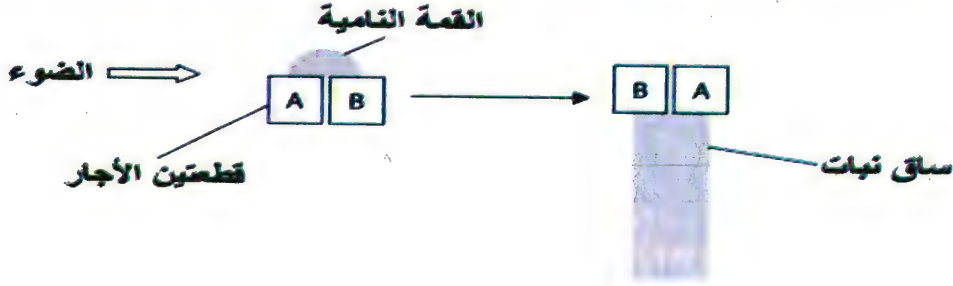 القمة النامية
الضوء
A B
B A
قطعتين الأجار
ساق نبات